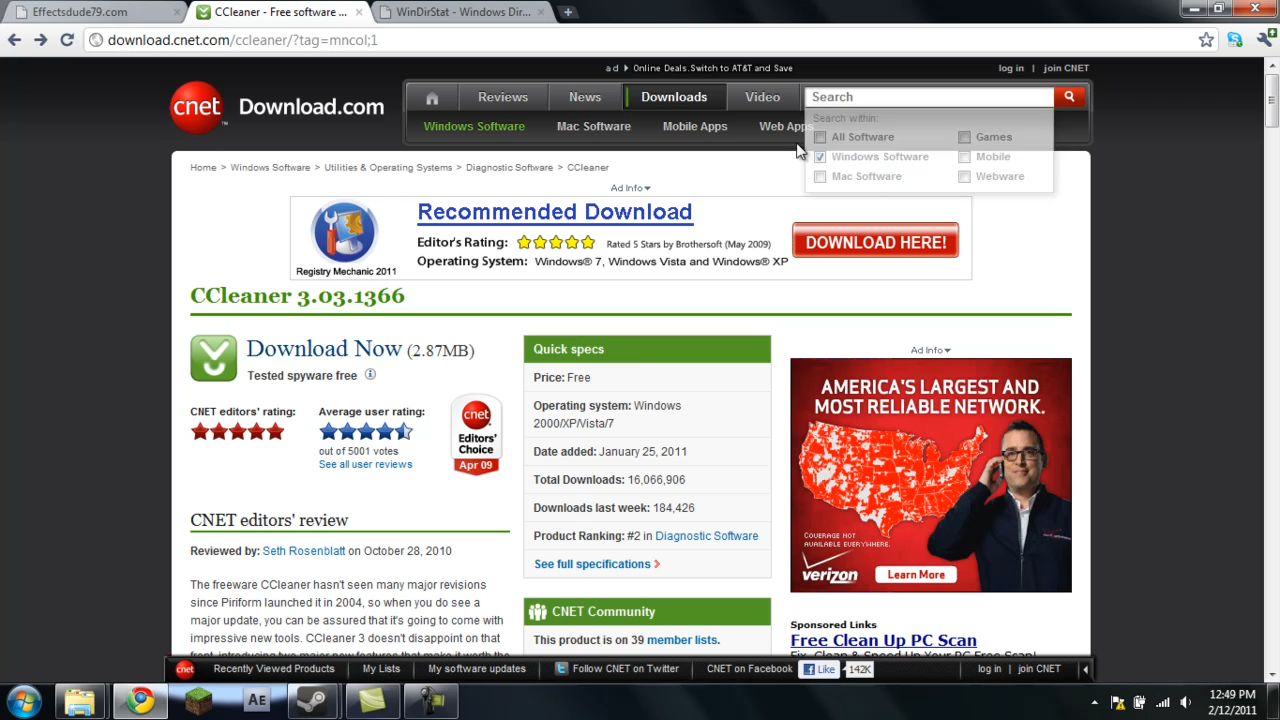 Effectsdude79.com
CCleaner - Free software ...
WinDirStat - Windows Dir...
download.cnet.com/ccleaner/?tag=mncol;1
ad Online Deals.Switch to AT&T and Save
log in | join CNET
cnet Download.com
Reviews News Downloads Video
Search
Windows Software Mac Software Mobile Apps Web Apps
Search within:
All Software Games
Windows Software Mobile
Mac Software Webware
Home > Windows Software > Utilities & Operating Systems > Diagnostic Software > CCleaner
Ad Info
Recommended Download
Editor's Rating: Rated 5 Stars by Brothersoft (May 2009)
Operating System: Windows® 7, Windows Vista and Windows® XP
DOWNLOAD HERE!
Registry Mechanic 2011
CCleaner 3.03.1366
Download Now (2.87MB)
Tested spyware free
CNET editors' rating:
Average user rating:
out of 5001 votes
See all user reviews
cnet
Editors'
Choice
Apr 09
Quick specs
Price: Free
Operating system: Windows
2000/XP/Vista/7
Date added: January 25, 2011
Total Downloads: 16,066,906
Downloads last week: 184,426
Product Ranking: #2 in Diagnostic Software
See full specifications
Ad Info
AMERICA'S LARGEST AND
MOST RELIABLE NETWORK.
COVERAGE NOT
AVAILABLE EVERYWHERE.
verizon
Learn More
CNET editors' review
Reviewed by: Seth Rosenblatt on October 28, 2010
The freeware CCleaner hasn't seen many major revisions
since Piriform launched it in 2004, so when you do see a
major update, you can be assured that it's going to come with
impressive new tools. CCleaner 3 doesn't disappoint on that
CNET Community
This product is on 39 member lists.
Sponsored Links
Free Clean Up PC Scan
cnet Recently Viewed Products My Lists My software updates Follow CNET on Twitter CNET on Facebook Like 142K log in | join CNET
Ae
12:49 PM
2/12/2011